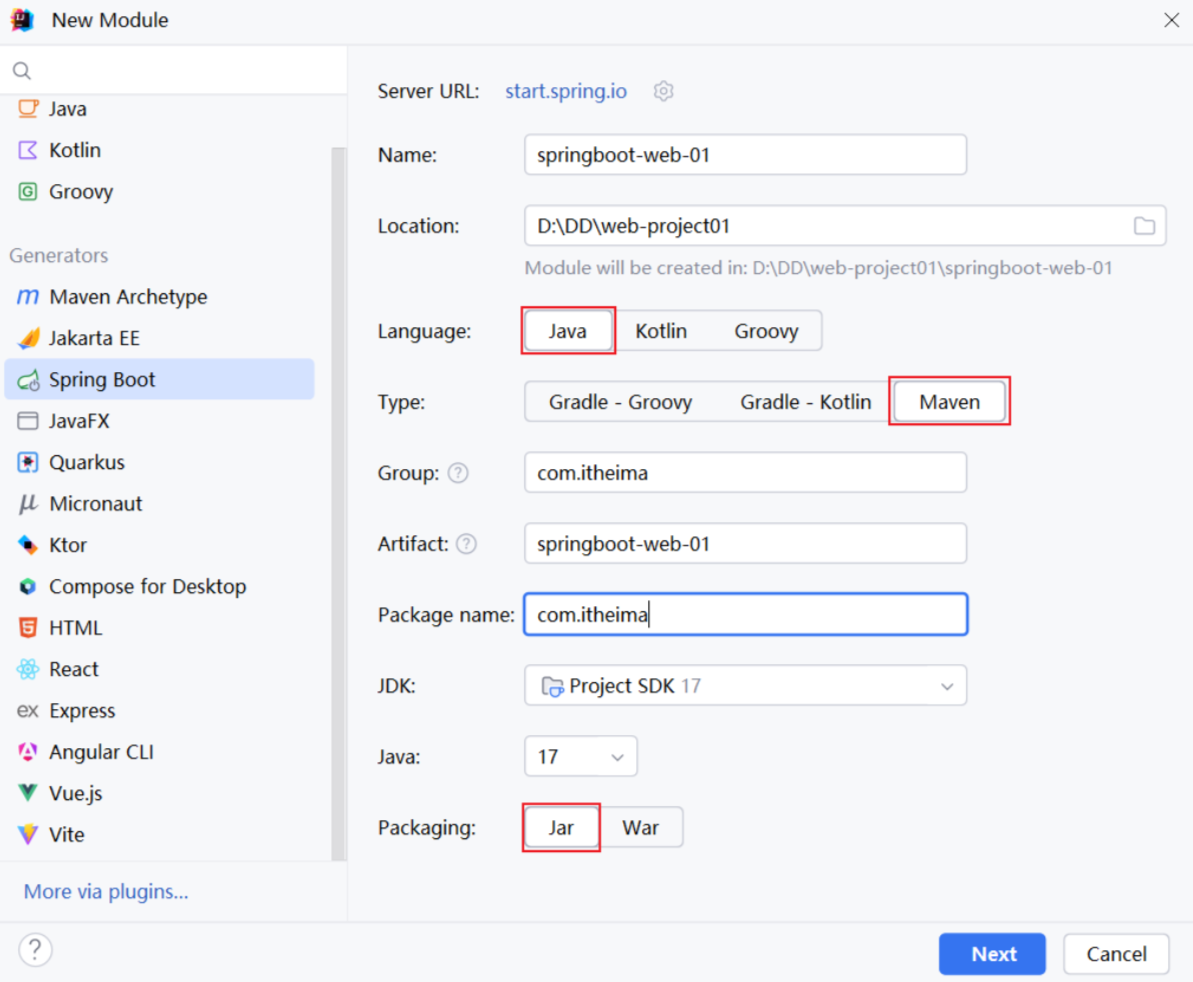 New Module
Java
Kotlin
Groovy
Generators
Maven Archetype
Jakarta EE
Spring Boot
JavaFX
Quarkus
Micronaut
Ktor
Compose for Desktop
HTML
React
Express
Angular CLI
Vue.js
Vite
More via plugins...
Server URL: start.spring.io
Name: springboot-web-01
Location: D:\DD\web-project01
Module will be created in: D:\DD\web-project01\springboot-web-01
Language: Java Kotlin Groovy
Type: Gradle - Groovy Gradle - Kotlin Maven
Group: com.itheima
Artifact: springboot-web-01
Package name: com.itheima
JDK: Project SDK 17
Java: 17
Packaging: Jar War
? Next Cancel